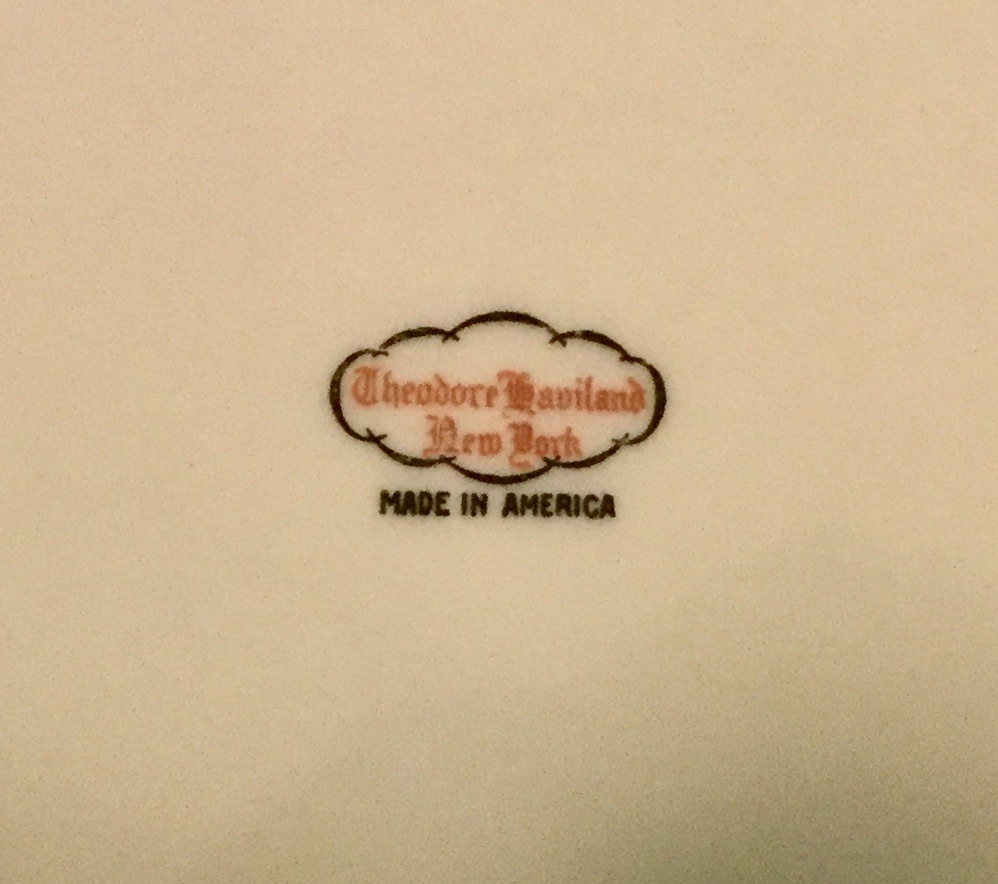 Theodore Haviland
New York
MADE IN AMERICA